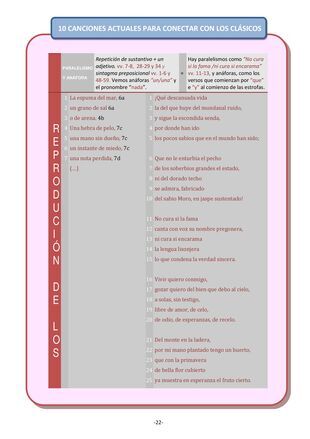 10 CANCIONES ACTUALES PARA CONECTAR CON LOS CLÁSICOS
PARALELISMO
Y ANÁFORA
Repetición de sustantivo + un
adjetivo. vv. 7-8, 28-29 y 34 y
sintagma preposicional vv. 1-6 y
48-59. Vemos anáforas "un/una" y
el pronombre "nada".
Hay paralelismos como "No cura
si la fama /ni cura si encarama"
vv. 11-13, y anáforas, como los
versos que comienzan por "que"
e "y" al comienzo de las estrofas.
REPRODUCIÓN DE LOS
1 La espuma del mar, 6a
2 un grano de sal 6a
3 o de arena. 4b
4 Una hebra de pelo, 7c
5 una mano sin dueño, 7c
6 un instante de miedo, 7c
7 una nota perdida, 7d
(…)
1 ¡Qué descansada vida
2 la del que huye del mundanal ruido,
3 y sigue la escondida senda,
4 por donde han ido
5 los pocos sabios que en el mundo han sido;
6 Que no le enturbia el pecho
7 de los soberbios grandes el estado,
8 ni del dorado techo
9 se admira, fabricado
10 del sabio Moro, en jaspe sustentado!
11 No cura si la fama
12 canta con voz su nombre pregonera,
13 ni cura si encarama
14 la lengua lisonjera
15 lo que condena la verdad sincera.
16 Vivir quiero conmigo,
17 gozar quiero del bien que debo al cielo,
18 a solas, sin testigo,
19 libre de amor, de celo,
20 de odio, de esperanzas, de recelo.
21 Del monte en la ladera,
22 por mi mano plantado tengo un huerto,
23 que con la primavera
24 de bella flor cubierto
25 ya muestra en esperanza el fruto cierto.
-22-